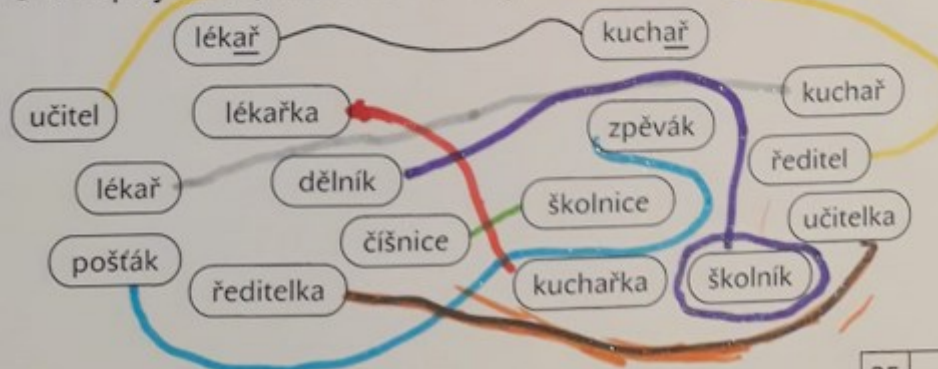 lékař kuchař
kuchař
učitel lékařka
zpěvák
ředitel
lékař dělník
školnice
učitelka
číšnice
pošťák
ředitelka kuchařka školník